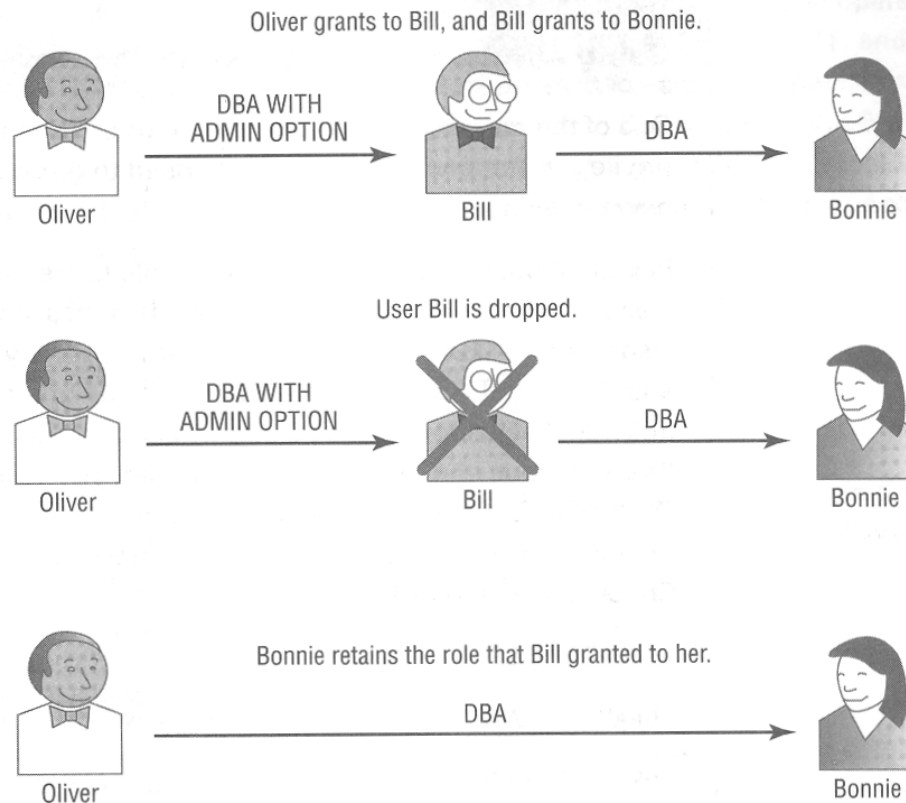 Oliver grants to Bill, and Bill grants to Bonnie.
DBA WITH
ADMIN OPTION
DBA
Oliver
Bill
Bonnie
User Bill is dropped.
DBA WITH
ADMIN OPTION
DBA
Oliver
Bill
Bonnie
Bonnie retains the role that Bill granted to her.
DBA
Oliver
Bonnie